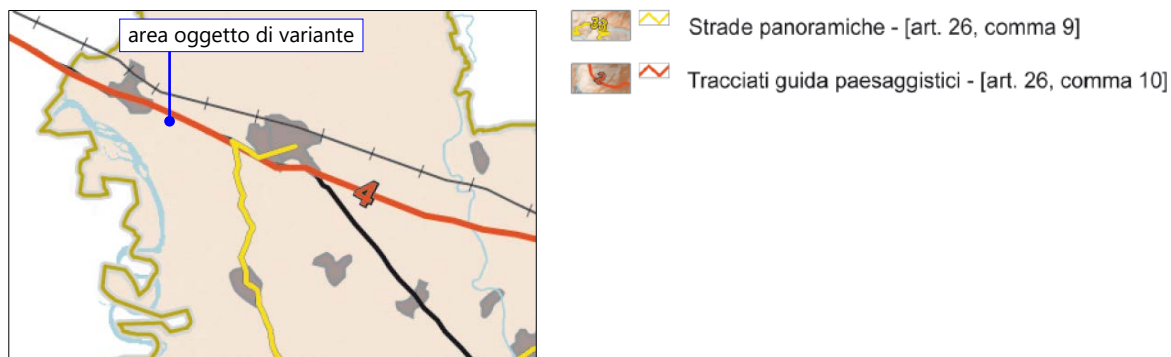 area oggetto di variante
4
Strade panoramiche - [art. 26, comma 9]
Tracciati guida paesaggistici - [art. 26, comma 10]